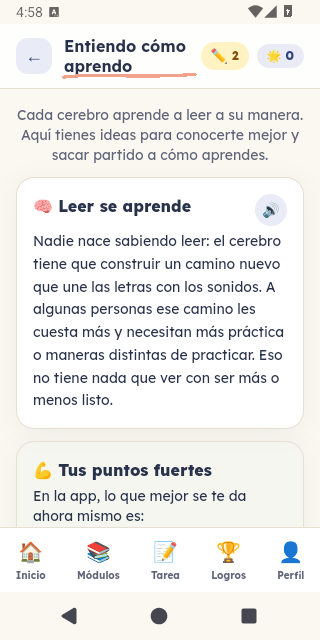 4:58
Entiendo cómo
aprendo
2
0
Cada cerebro aprende a leer a su manera.
Aquí tienes ideas para conocerte mejor y
sacar partido a cómo aprendes.
Leer se aprende
Nadie nace sabiendo leer: el cerebro
tiene que construir un camino nuevo
que une las letras con los sonidos. A
algunas personas ese camino les
cuesta más y necesitan más práctica
o maneras distintas de practicar. Eso
no tiene nada que ver con ser más o
menos listo.
Tus puntos fuertes
En la app, lo que mejor se te da
ahora mismo es:
Inicio
Módulos
Tarea
Logros
Perfil